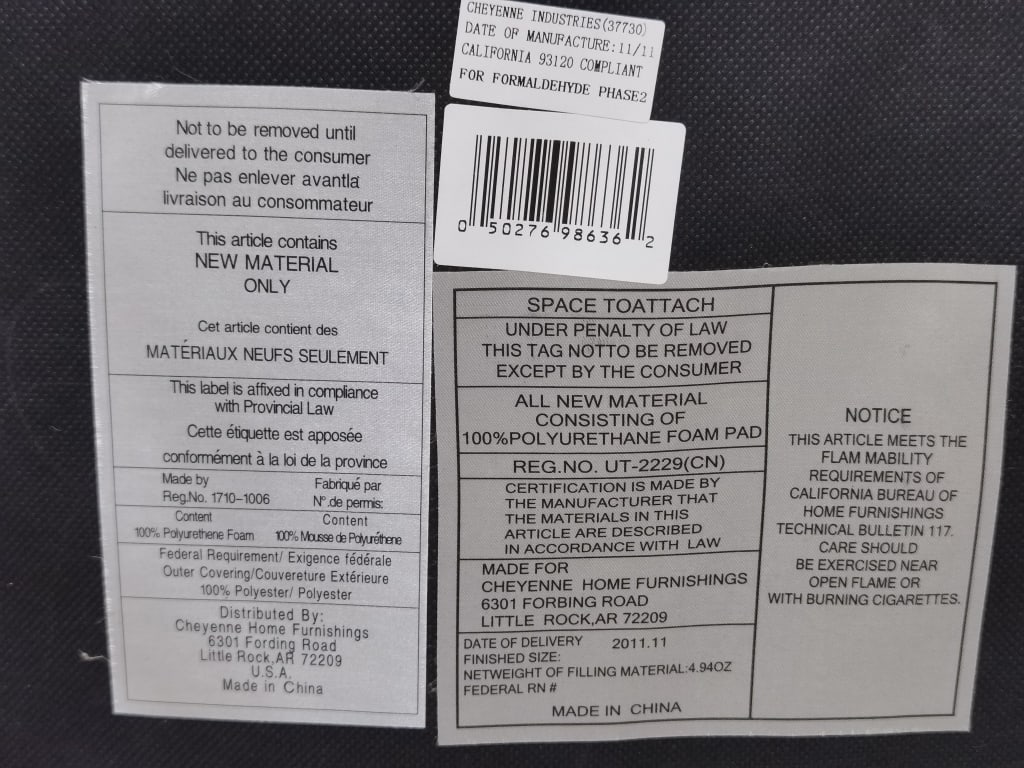 CHEYENNE INDUSTRIES(37730)
DATE OF MANUFACTURE:11/11
CALIFORNIA 93120 COMPLIANT
FOR FORMALDEHYDE PHASE2
0 50276 98636 2
Not to be removed until
delivered to the consumer
Ne pas enlever avantla
livraison au consommateur
This article contains
NEW MATERIAL
ONLY
Cet article contient des
MATÉRIAUX NEUFS SEULEMENT
This label is affixed in compliance
with Provincial Law
Cette étiquette est apposée
conformément à la loi de la province
Made by Fabriqué par
Reg.No. 1710-1006 N°.de permis:
Content Content
100% Polyurethene Foam 100% Mousse de Polyuréthene
Federal Requirement/ Exigence fédérale
Outer Covering/Couvereture Extérieure
100% Polyester/ Polyester
Distributed By:
Cheyenne Home Furnishings
6301 Fording Road
Little Rock,AR 72209
U.S.A.
Made in China
SPACE TOATTACH
UNDER PENALTY OF LAW
THIS TAG NOTTO BE REMOVED
EXCEPT BY THE CONSUMER
ALL NEW MATERIAL
CONSISTING OF
100%POLYURETHANE FOAM PAD
REG.NO. UT-2229(CN)
CERTIFICATION IS MADE BY
THE MANUFACTURER THAT
THE MATERIALS IN THIS
ARTICLE ARE DESCRIBED
IN ACCORDANCE WITH LAW
MADE FOR
CHEYENNE HOME FURNISHINGS
6301 FORBING ROAD
LITTLE ROCK,AR 72209
DATE OF DELIVERY 2011.11
FINISHED SIZE:
NETWEIGHT OF FILLING MATERIAL:4.94OZ
FEDERAL RN #
MADE IN CHINA
NOTICE
THIS ARTICLE MEETS THE
FLAM MABILITY
REQUIREMENTS OF
CALIFORNIA BUREAU OF
HOME FURNISHINGS
TECHNICAL BULLETIN 117.
CARE SHOULD
BE EXERCISED NEAR
OPEN FLAME OR
WITH BURNING CIGARETTES.